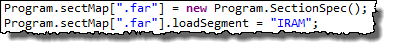 Program.sectMap[".far"] = new Program.SectionSpec();
Program.sectMap[".far"].loadSegment = "IRAM";